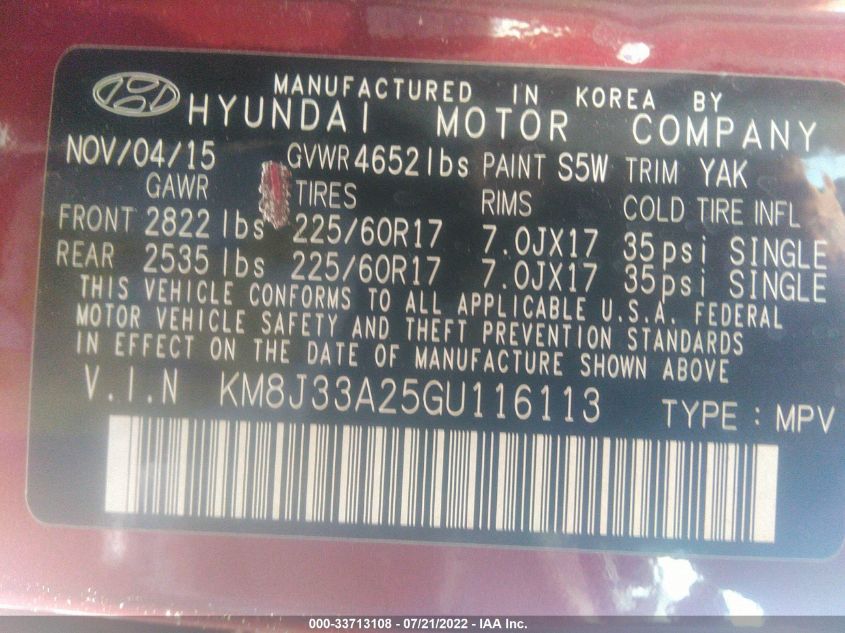 MANUFACTURED IN KOREA BY
HYUNDAI MOTOR COMPANY
NOV/04/15 GVWR 4652 lbs PAINT S5W TRIM YAK
GAWR TIRES RIMS COLD TIRE INFL
FRONT 2822 lbs 225/60R17 7.0JX17 35psi SINGLE
REAR 2535 lbs 225/60R17 7.0JX17 35psi SINGLE
THIS VEHICLE CONFORMS TO ALL APPLICABLE U.S.A. FEDERAL
MOTOR VEHICLE SAFETY AND THEFT PREVENTION STANDARDS
IN EFFECT ON THE DATE OF MANUFACTURE SHOWN ABOVE
V.I.N KM8J33A25GU116113 TYPE : MPV
000-33713108 - 07/21/2022 - IAA Inc.